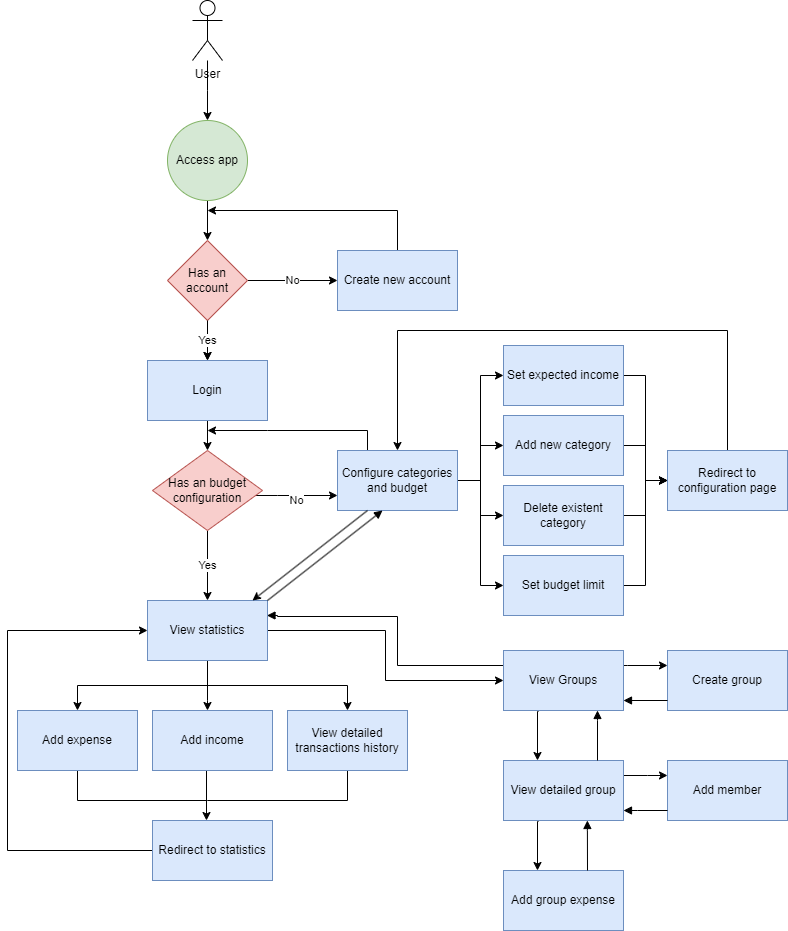 User
Access app
Has an
account
No
Create new account
Yes
Login
Has an budget
configuration
No
Configure categories
and budget
Set expected income
Add new category
Delete existent
category
Set budget limit
Redirect to
configuration page
Yes
View statistics
Add expense
Add income
View detailed
transactions history
Redirect to statistics
View Groups
Create group
View detailed group
Add member
Add group expense